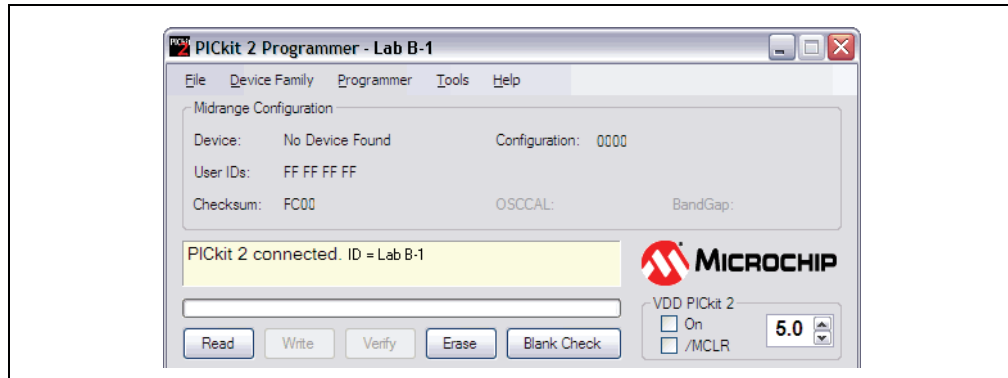 PICkit 2 Programmer - Lab B-1
File Device Family Programmer Tools Help
Midrange Configuration
Device: No Device Found Configuration: 0000
User IDs: FF FF FF FF
Checksum: FC00 OSCCAL: BandGap:
PICkit 2 connected. ID = Lab B-1
MICROCHIP
VDD PICkit 2
On
5.0
/MCLR
Read Write Verify Erase Blank Check